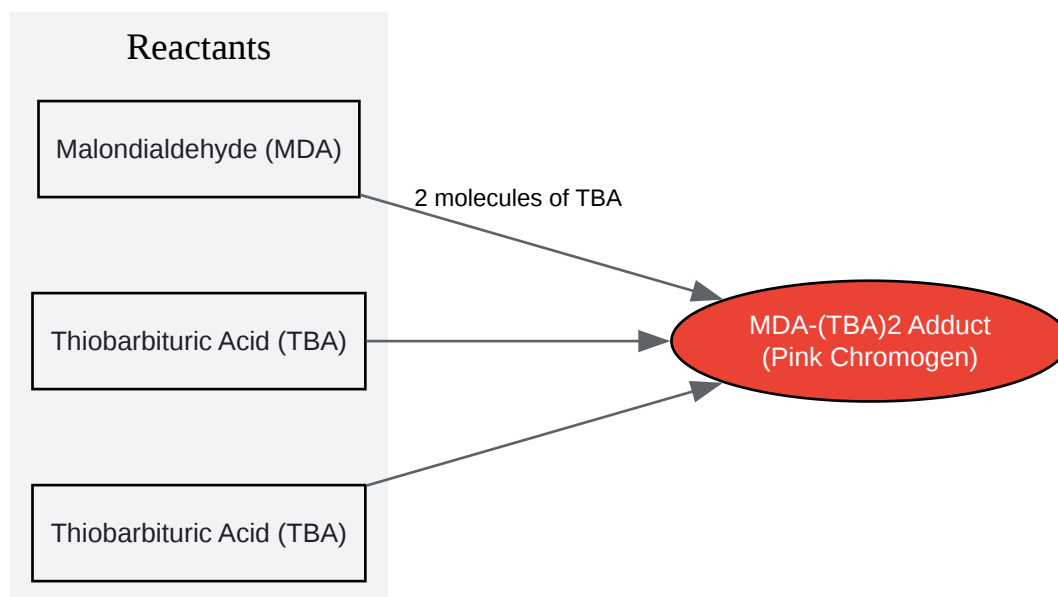 Reactants
Malondialdehyde (MDA)
2 molecules of TBA
Thiobarbituric Acid (TBA)
MDA-(TBA)2 Adduct
(Pink Chromogen)
Thiobarbituric Acid (TBA)